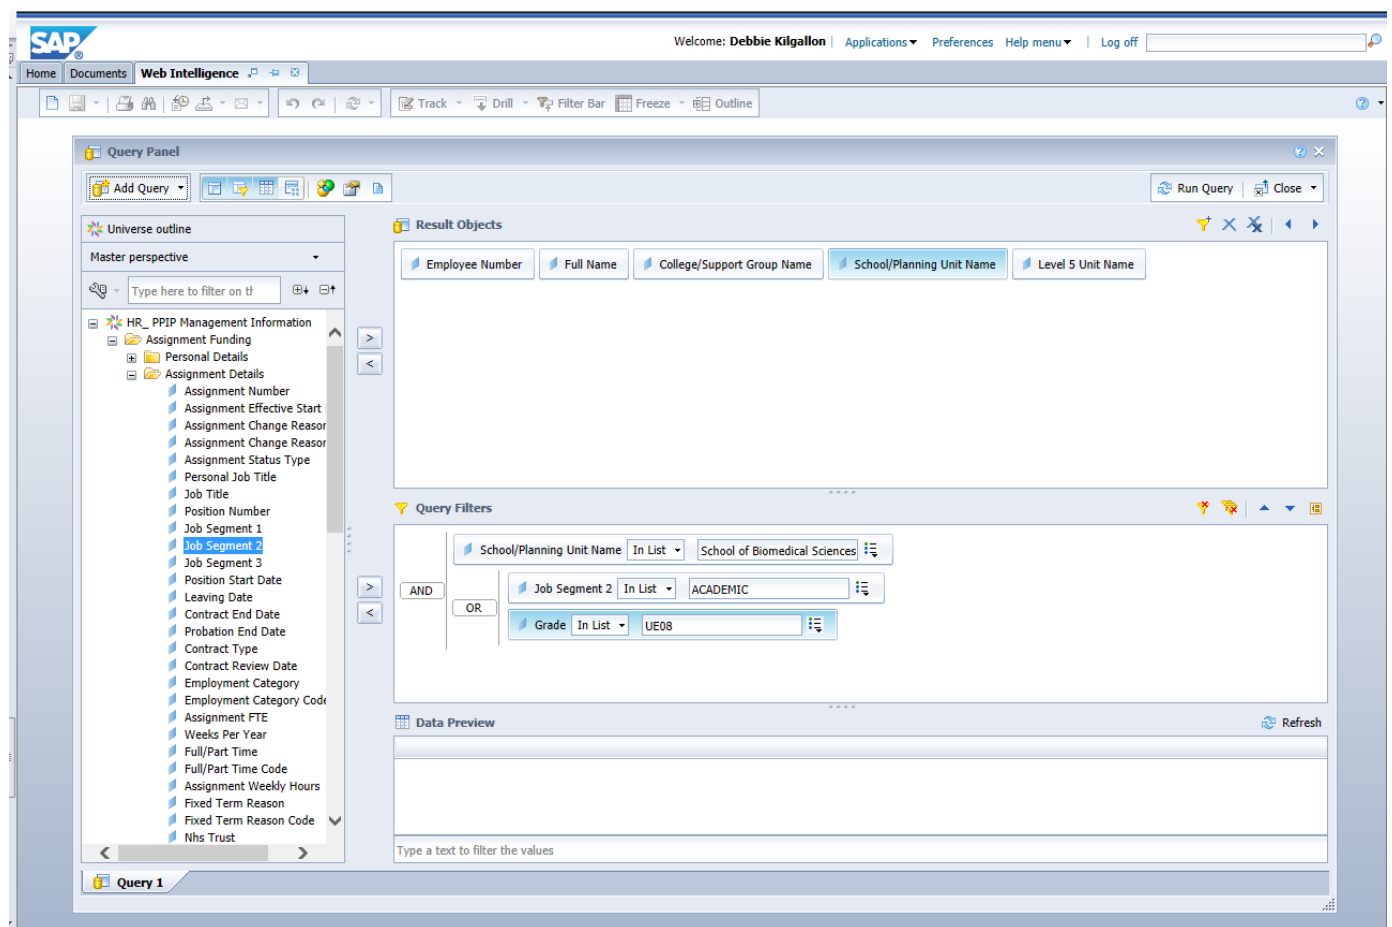 SAP
Welcome: Debbie Kilgallon | Applications Preferences Help menu | Log off
Home Documents Web Intelligence
Track Drill Filter Bar Freeze Outline
Query Panel
Add Query
Run Query Close
Universe outline
Master perspective
Type here to filter on th
HR_ PPIP Management Information
Assignment Funding
Personal Details
Assignment Details
Assignment Number
Assignment Effective Start
Assignment Change Reason
Assignment Change Reason
Assignment Status Type
Personal Job Title
Job Title
Position Number
Job Segment 1
Job Segment 2
Job Segment 3
Position Start Date
Leaving Date
Contract End Date
Probation End Date
Contract Type
Contract Review Date
Employment Category
Employment Category Code
Assignment FTE
Weeks Per Year
Full/Part Time
Full/Part Time Code
Assignment Weekly Hours
Fixed Term Reason
Fixed Term Reason Code
Nhs Trust
Result Objects
Employee Number Full Name College/Support Group Name School/Planning Unit Name Level 5 Unit Name
Query Filters
School/Planning Unit Name In List School of Biomedical Sciences
AND
Job Segment 2 In List ACADEMIC
OR
Grade In List UE08
Data Preview
Refresh
Type a text to filter the values
Query 1